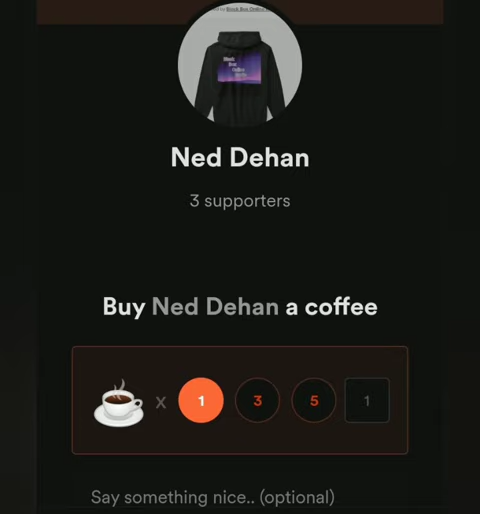 Ned Dehan
3 supporters
Buy Ned Dehan a coffee
x 1 3 5 1
Say something nice.. (optional)